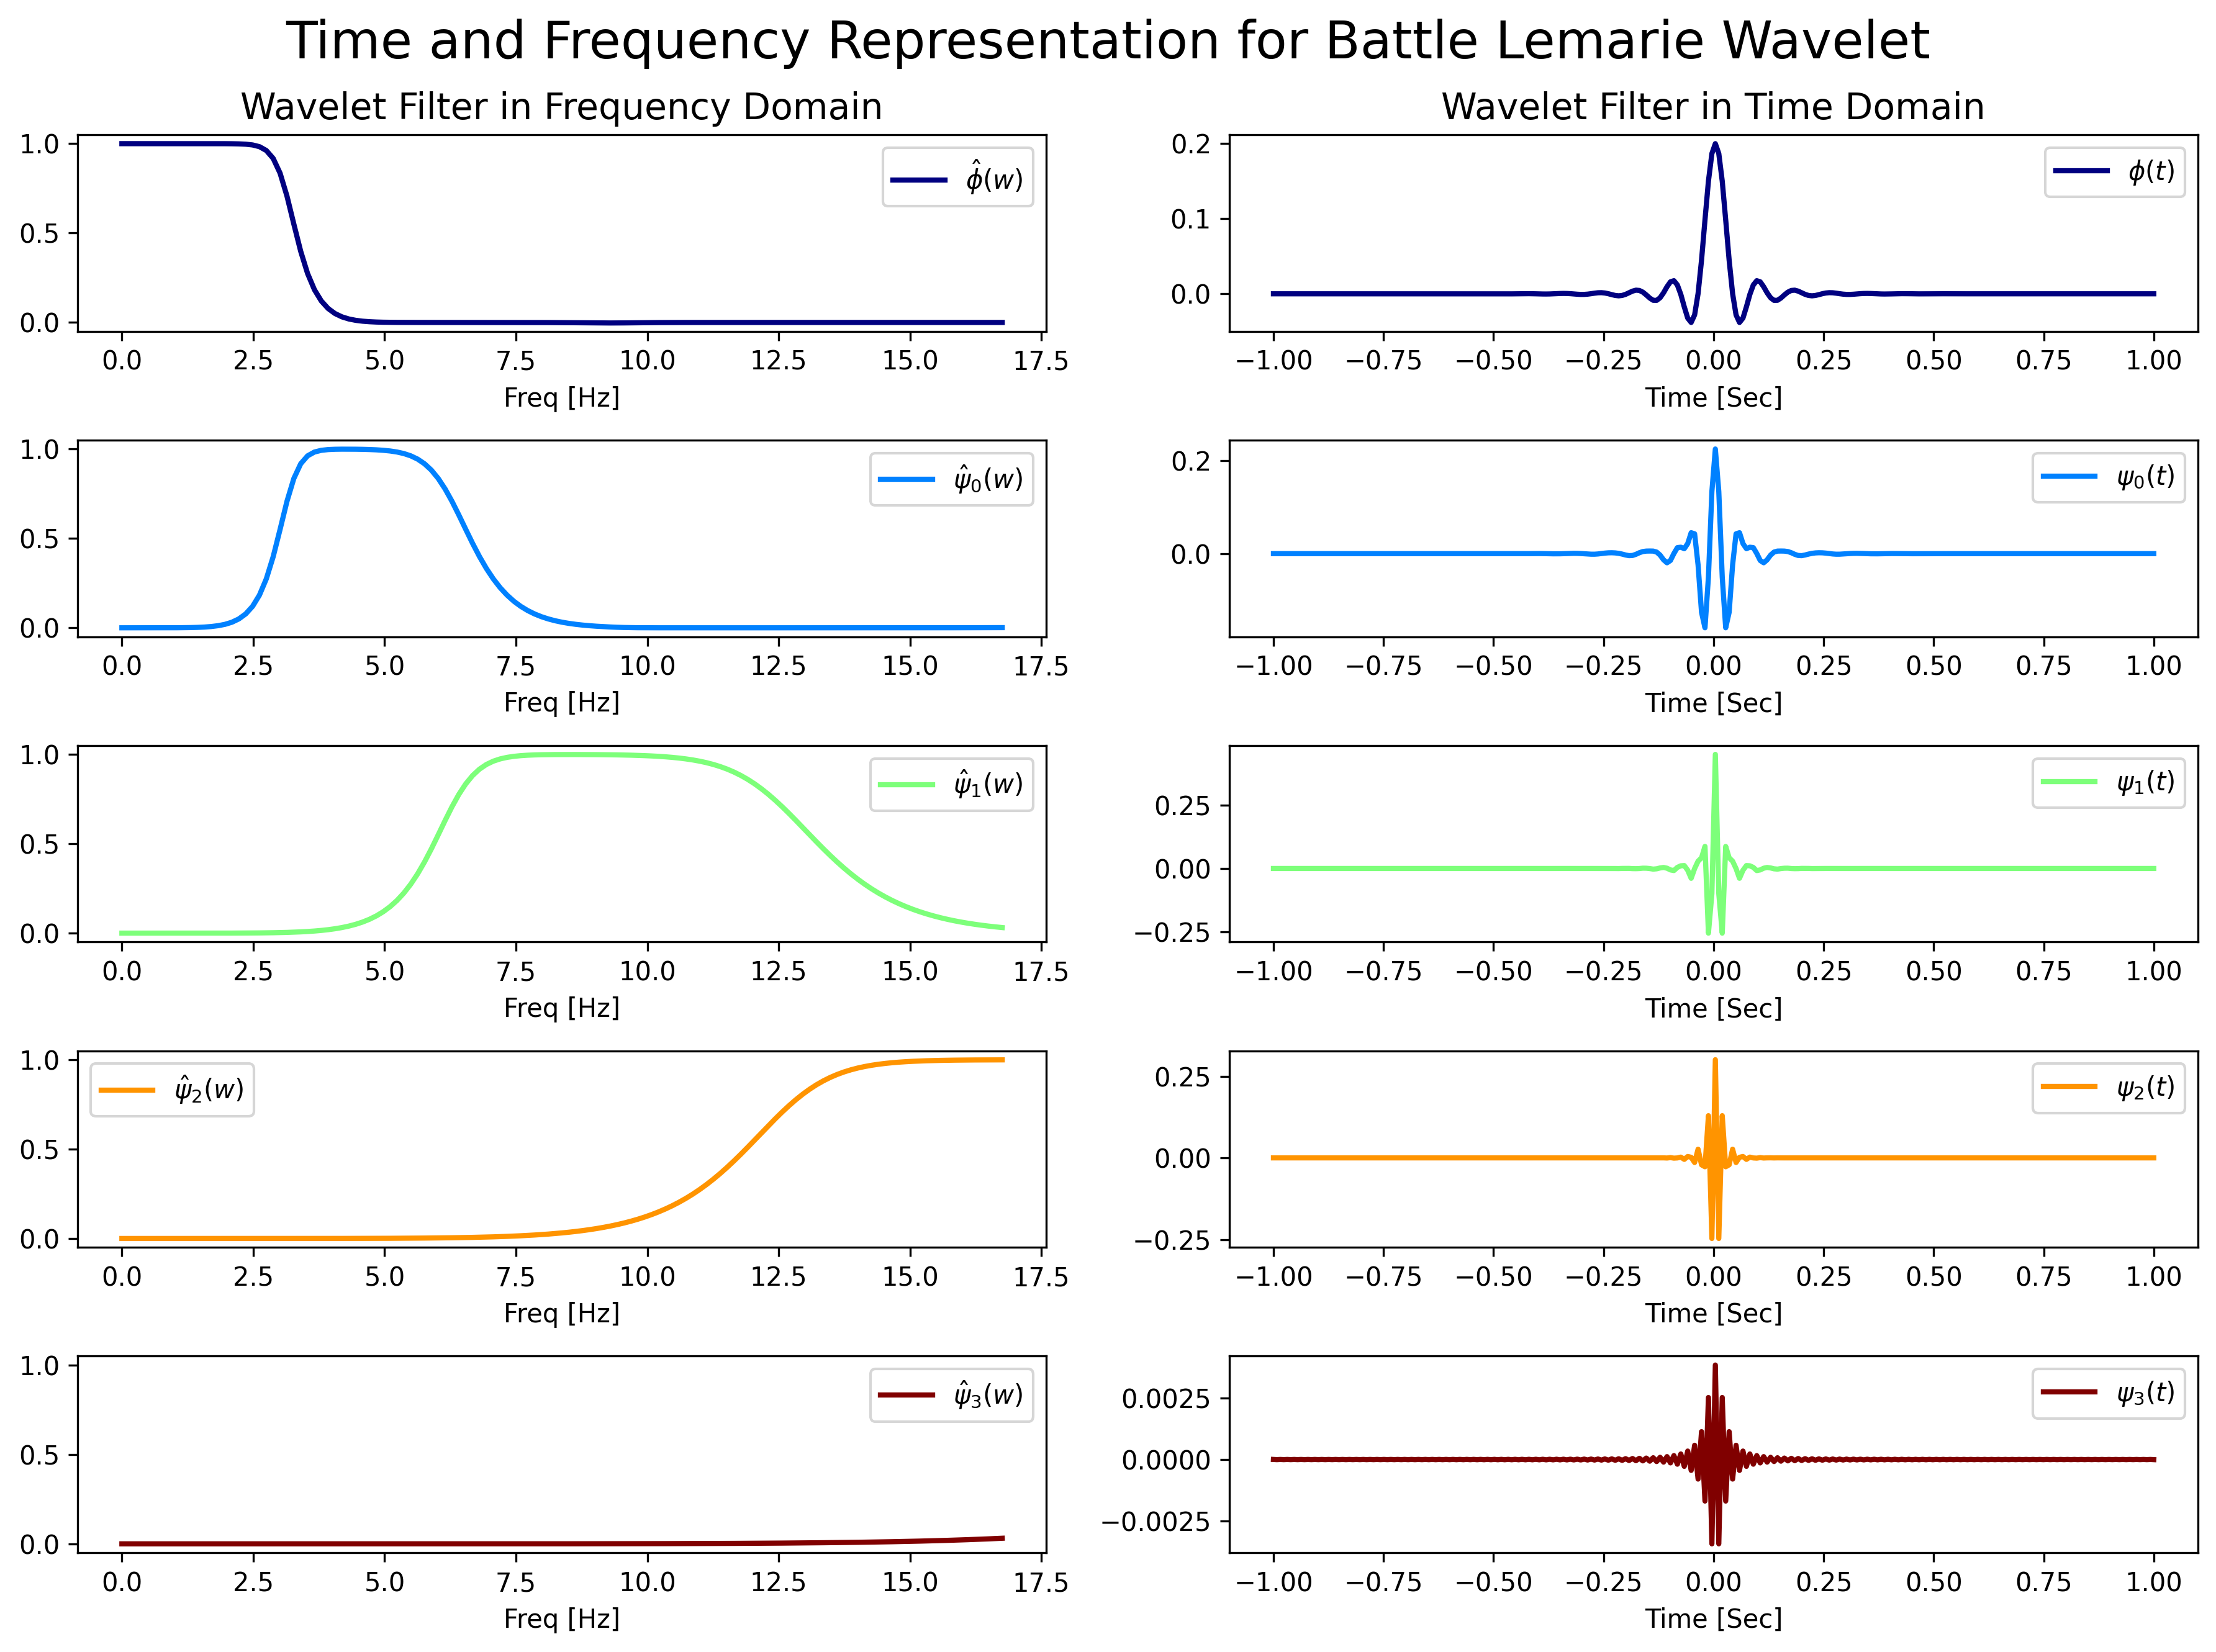 Time and Frequency Representation for Battle Lemarie Wavelet
Wavelet Filter in Frequency Domain
1.0
0.5
0.0
ϕ̂(w)
0.0 2.5 5.0 7.5 10.0 12.5 15.0 17.5
Freq [Hz]
Wavelet Filter in Time Domain
0.2
0.1
0.0
ϕ(t)
−1.00 −0.75 −0.50 −0.25 0.00 0.25 0.50 0.75 1.00
Time [Sec]
1.0
0.5
0.0
ψ̂₀(w)
0.0 2.5 5.0 7.5 10.0 12.5 15.0 17.5
Freq [Hz]
0.2
0.0
ψ₀(t)
−1.00 −0.75 −0.50 −0.25 0.00 0.25 0.50 0.75 1.00
Time [Sec]
1.0
0.5
0.0
ψ̂₁(w)
0.0 2.5 5.0 7.5 10.0 12.5 15.0 17.5
Freq [Hz]
0.25
0.00
−0.25
ψ₁(t)
−1.00 −0.75 −0.50 −0.25 0.00 0.25 0.50 0.75 1.00
Time [Sec]
1.0
0.5
0.0
ψ̂₂(w)
0.0 2.5 5.0 7.5 10.0 12.5 15.0 17.5
Freq [Hz]
0.25
0.00
−0.25
ψ₂(t)
−1.00 −0.75 −0.50 −0.25 0.00 0.25 0.50 0.75 1.00
Time [Sec]
1.0
0.5
0.0
ψ̂₃(w)
0.0 2.5 5.0 7.5 10.0 12.5 15.0 17.5
Freq [Hz]
0.0025
0.0000
−0.0025
ψ₃(t)
−1.00 −0.75 −0.50 −0.25 0.00 0.25 0.50 0.75 1.00
Time [Sec]